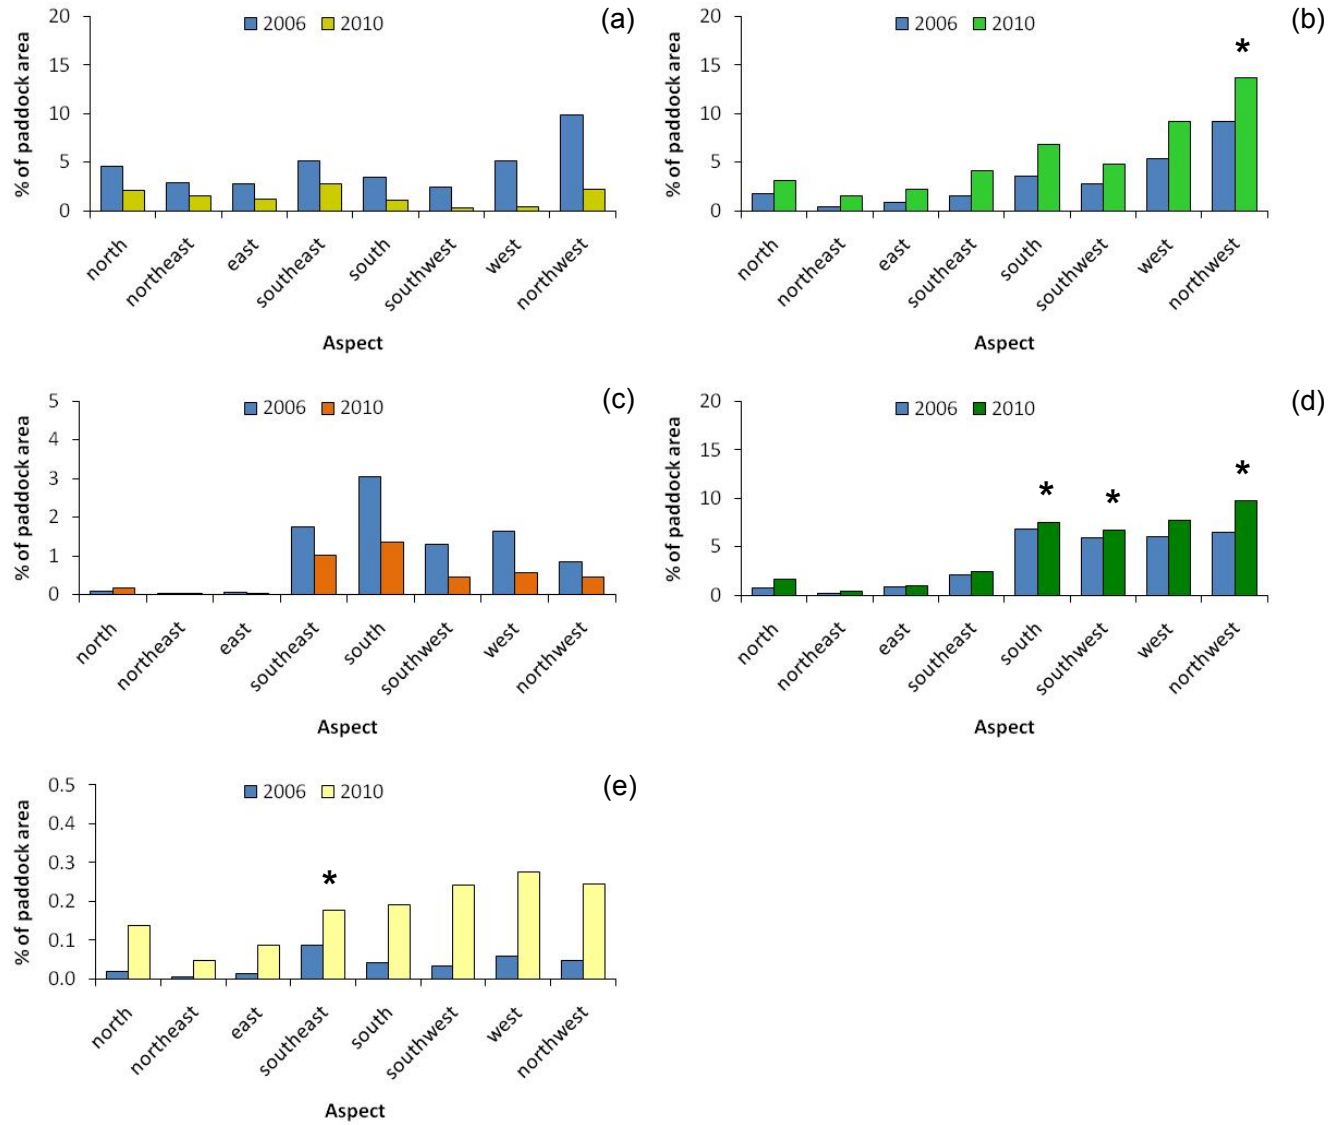 (a)
2006 2010
% of paddock area
20
15
10
5
0
north northeast east southeast south southwest west northwest
Aspect
(b)
2006 2010
% of paddock area
20
15
10
5
0
*
north northeast east southeast south southwest west northwest
Aspect
(c)
2006 2010
% of paddock area
5
4
3
2
1
0
north northeast east southeast south southwest west northwest
Aspect
(d)
2006 2010
% of paddock area
20
15
10
5
0
* * *
north northeast east southeast south southwest west northwest
Aspect
(e)
2006 2010
% of paddock area
0.5
0.4
0.3
0.2
0.1
0.0
*
north northeast east southeast south southwest west northwest
Aspect